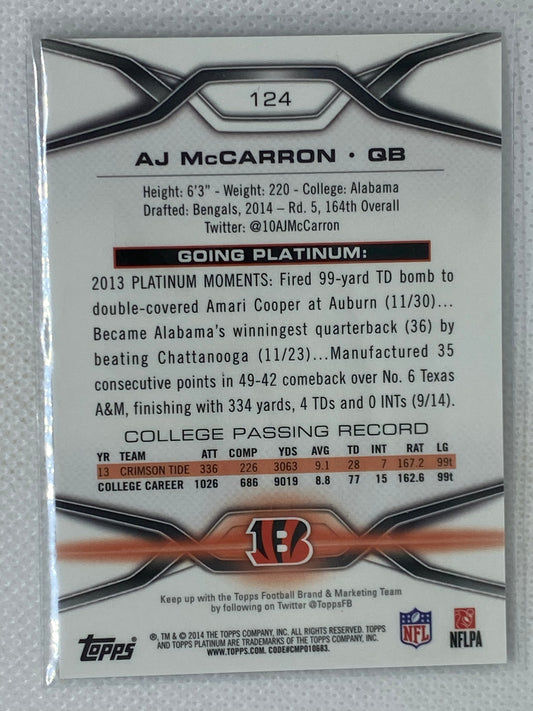 124
AJ McCARRON · QB
Height: 6'3" - Weight: 220 - College: Alabama
Drafted: Bengals, 2014 – Rd. 5, 164th Overall
Twitter: @10AJMcCarron
GOING PLATINUM:
2013 PLATINUM MOMENTS: Fired 99-yard TD bomb to
double-covered Amari Cooper at Auburn (11/30)...
Became Alabama's winningest quarterback (36) by
beating Chattanooga (11/23)...Manufactured 35
consecutive points in 49-42 comeback over No. 6 Texas
A&M, finishing with 334 yards, 4 TDs and 0 INTs (9/14).
COLLEGE PASSING RECORD
YR TEAM ATT COMP YDS AVG TD INT RAT LG
13 CRIMSON TIDE 336 226 3063 9.1 28 7 167.2 99t
COLLEGE CAREER 1026 686 9019 8.8 77 15 162.6 99t
B
Keep up with the Topps Football Brand & Marketing Team
by following on Twitter @ToppsFB
Topps
®, TM & © 2014 THE TOPPS COMPANY, INC. ALL RIGHTS RESERVED. TOPPS
AND TOPPS PLATINUM ARE TRADEMARKS OF THE TOPPS COMPANY, INC.
WWW.TOPPS.COM. CODE#CMP010683.
NFL
NFLPA